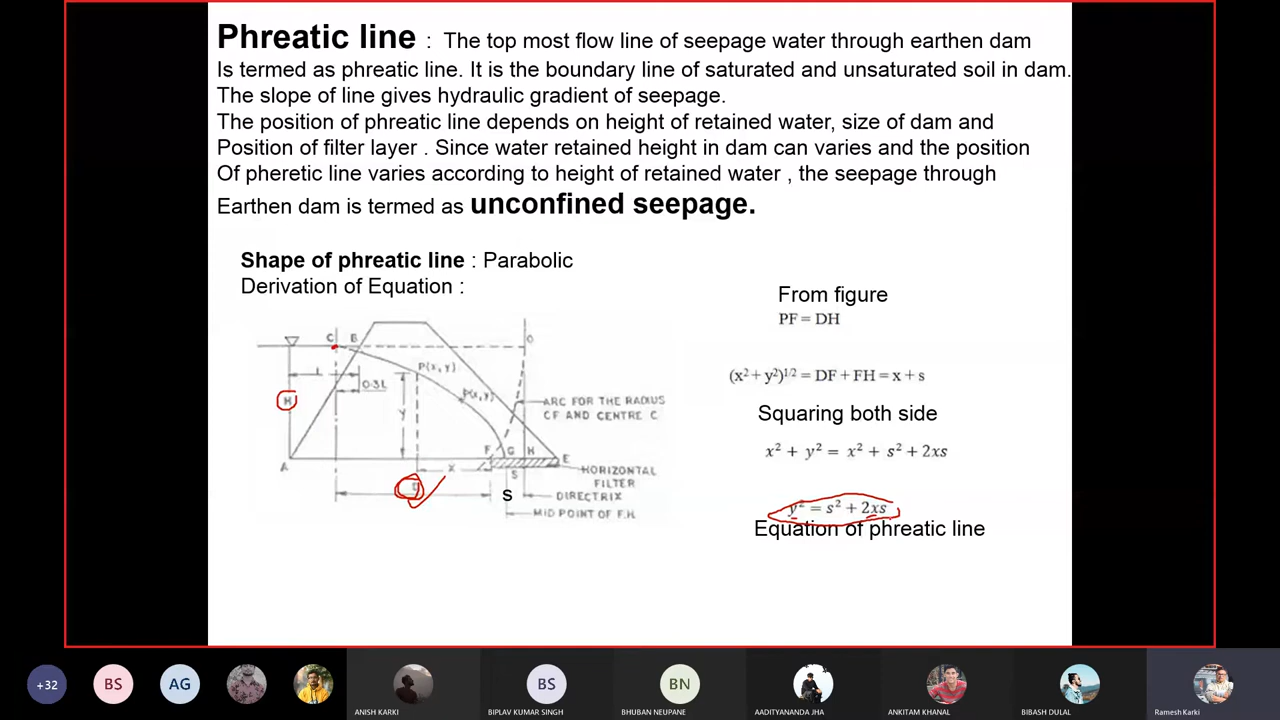 Phreatic line : The top most flow line of seepage water through earthen dam
Is termed as phreatic line. It is the boundary line of saturated and unsaturated soil in dam.
The slope of line gives hydraulic gradient of seepage.
The position of phreatic line depends on height of retained water, size of dam and
Position of filter layer . Since water retained height in dam can varies and the position
Of pheretic line varies according to height of retained water , the seepage through
Earthen dam is termed as unconfined seepage.
Shape of phreatic line : Parabolic
Derivation of Equation :
From figure
PF = DH
(x² + y²)¹ᐟ² = DF + FH = x + s
Squaring both side
x² + y² = x² + s² + 2xs
y² = s² + 2xs
Equation of phreatic line
C B
P(x, y)
L
0.3L
H
P(x, y)
ARC FOR THE RADIUS
CF AND CENTRE C
Y
F G H E
A
X
HORIZONTAL
FILTER
S
S
DIRECTRIX
MID POINT OF F.H.
+32
BS
AG
ANISH KARKI
BS
BIPLAV KUMAR SINGH
BN
BHUBAN NEUPANE
AADITYANANDA JHA
ANKITAM KHANAL
BIBASH DULAL
Ramesh Karki